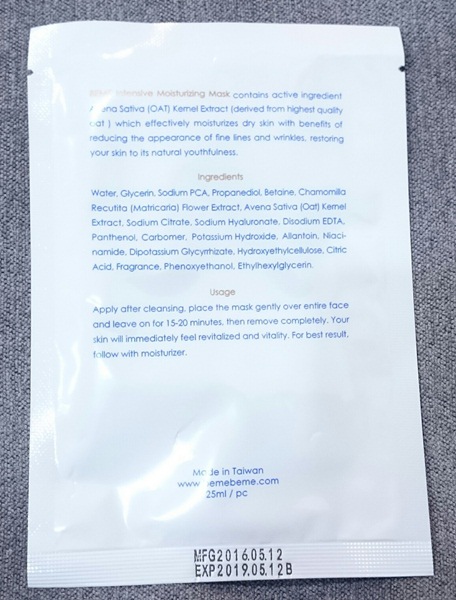 Intensive Moisturizing Mask contains active ingredient
Avena Sativa (OAT) Kernel Extract (derived from highest quality
oat ) which effectively moisturizes dry skin with benefits of
reducing the appearance of fine lines and wrinkles, restoring
your skin to its natural youthfulness.
Ingredients
Water, Glycerin, Sodium PCA, Propanediol, Betaine, Chamomilla
Recutita (Matricaria) Flower Extract, Avena Sativa (Oat) Kernel
Extract, Sodium Citrate, Sodium Hyaluronate, Disodium EDTA,
Panthenol, Carbomer, Potassium Hydroxide, Allantoin, Niaci-
namide, Dipotassium Glycyrrhizate, Hydroxyethylcellulose, Citric
Acid, Fragrance, Phenoxyethanol, Ethylhexylglycerin.
Usage
Apply after cleansing, place the mask gently over entire face
and leave on for 15-20 minutes, then remove completely. Your
skin will immediately feel revitalized and vitality. For best result,
follow with moisturizer.
Made in Taiwan
www.bemebeme.com
25ml / pc
MFG2016.05.12
EXP2019.05.12B